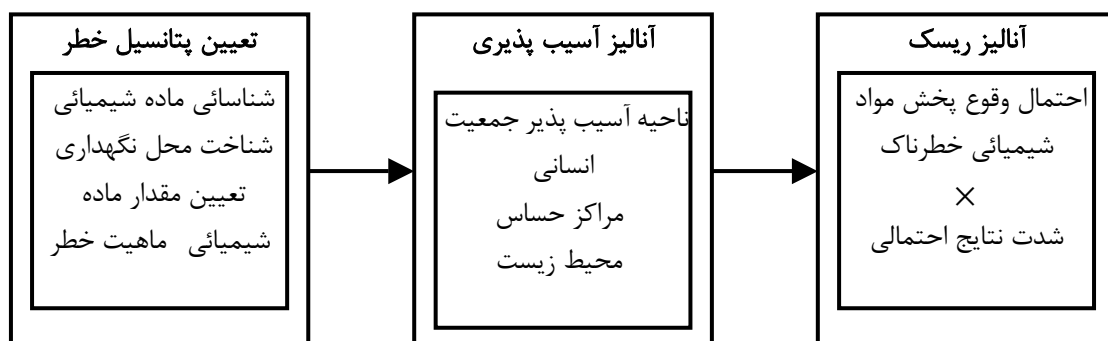 تعیین پتانسیل خطر
شناسائی ماده شیمیائی
شناخت محل نگهداری
تعیین مقدار ماده
شیمیائی ماهیت خطر
آنالیز آسیب پذیری
ناحیه آسیب پذیر جمعیت
انسانی
مراکز حساس
محیط زیست
آنالیز ریسک
احتمال وقوع پخش مواد
شیمیائی خطرناک
×
شدت نتایج احتمالی